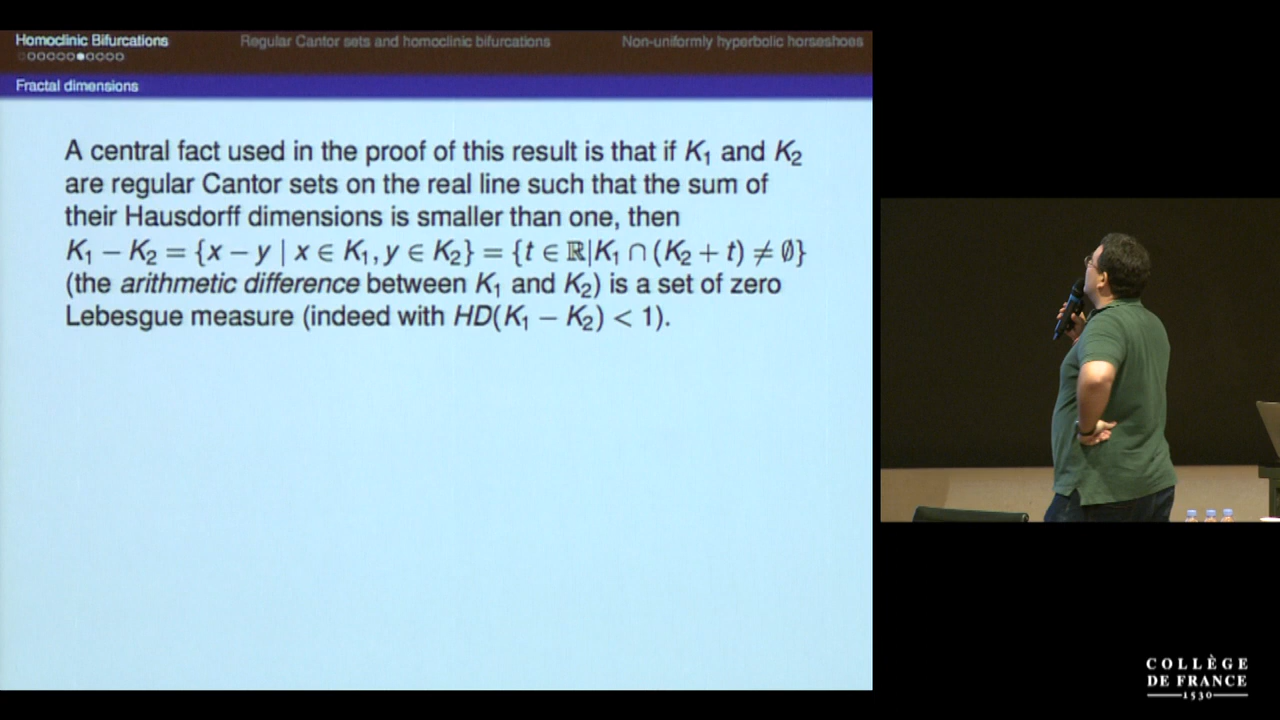 Homoclinic Bifurcations
Regular Cantor sets and homoclinic bifurcations
Non-uniformly hyperbolic horseshoes
Fractal dimensions
A central fact used in the proof of this result is that if K₁ and K₂
are regular Cantor sets on the real line such that the sum of
their Hausdorff dimensions is smaller than one, then
K₁ − K₂ = {x − y | x ∈ K₁, y ∈ K₂} = {t ∈ ℝ|K₁ ∩ (K₂ + t) ≠ ∅}
(the arithmetic difference between K₁ and K₂) is a set of zero
Lebesgue measure (indeed with HD(K₁ − K₂) < 1).
COLLÈGE
DE FRANCE
1530